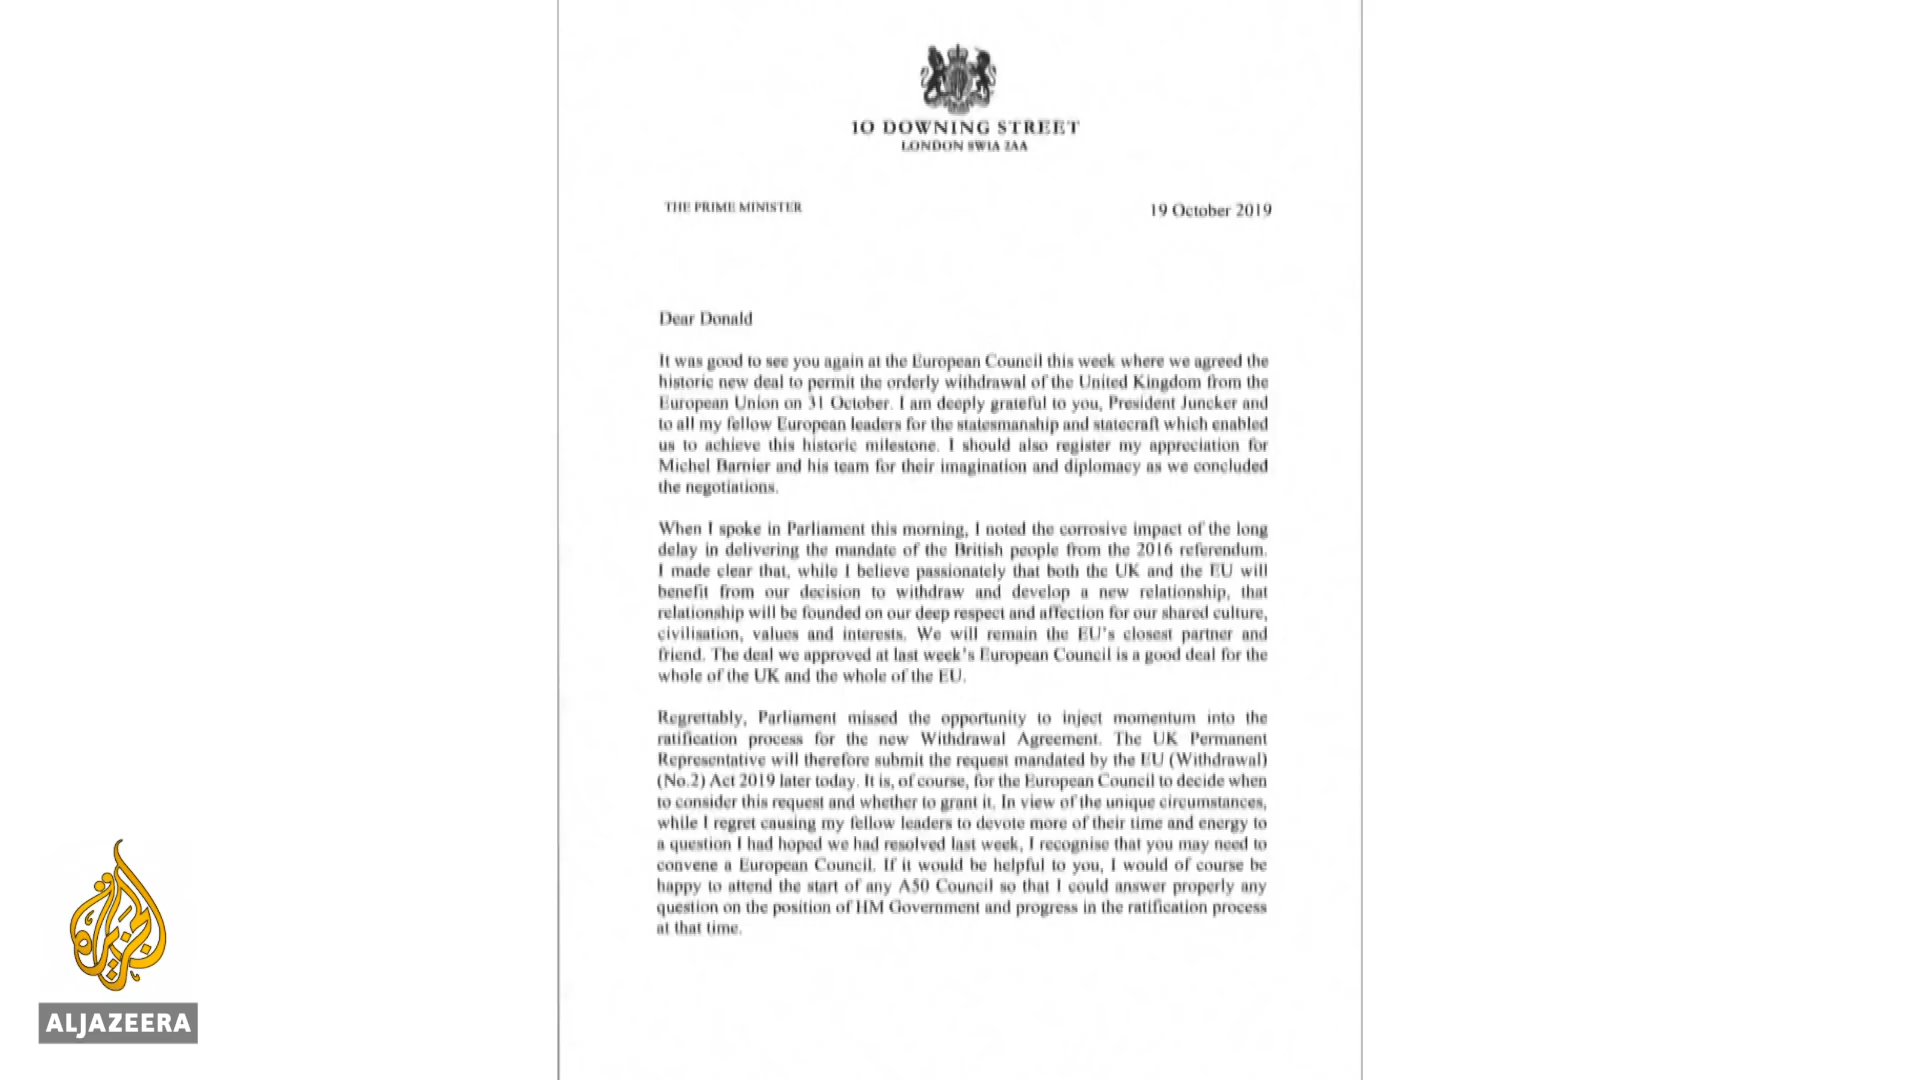 10 DOWNING STREET
LONDON SW1A 2AA
THE PRIME MINISTER
19 October 2019
Dear Donald
It was good to see you again at the European Council this week where we agreed the
historic new deal to permit the orderly withdrawal of the United Kingdom from the
European Union on 31 October. I am deeply grateful to you, President Juncker and
to all my fellow European leaders for the statesmanship and statecraft which enabled
us to achieve this historic milestone. I should also register my appreciation for
Michel Barnier and his team for their imagination and diplomacy as we concluded
the negotiations.
When I spoke in Parliament this morning, I noted the corrosive impact of the long
delay in delivering the mandate of the British people from the 2016 referendum.
I made clear that, while I believe passionately that both the UK and the EU will
benefit from our decision to withdraw and develop a new relationship, that
relationship will be founded on our deep respect and affection for our shared culture,
civilisation, values and interests. We will remain the EU's closest partner and
friend. The deal we approved at last week's European Council is a good deal for the
whole of the UK and the whole of the EU.
Regrettably, Parliament missed the opportunity to inject momentum into the
ratification process for the new Withdrawal Agreement. The UK Permanent
Representative will therefore submit the request mandated by the EU (Withdrawal)
(No.2) Act 2019 later today. It is, of course, for the European Council to decide when
to consider this request and whether to grant it. In view of the unique circumstances,
while I regret causing my fellow leaders to devote more of their time and energy to
a question I had hoped we had resolved last week, I recognise that you may need to
convene a European Council. If it would be helpful to you, I would of course be
happy to attend the start of any A50 Council so that I could answer properly any
question on the position of HM Government and progress in the ratification process
at that time.
الجزيرة
ALJAZEERA